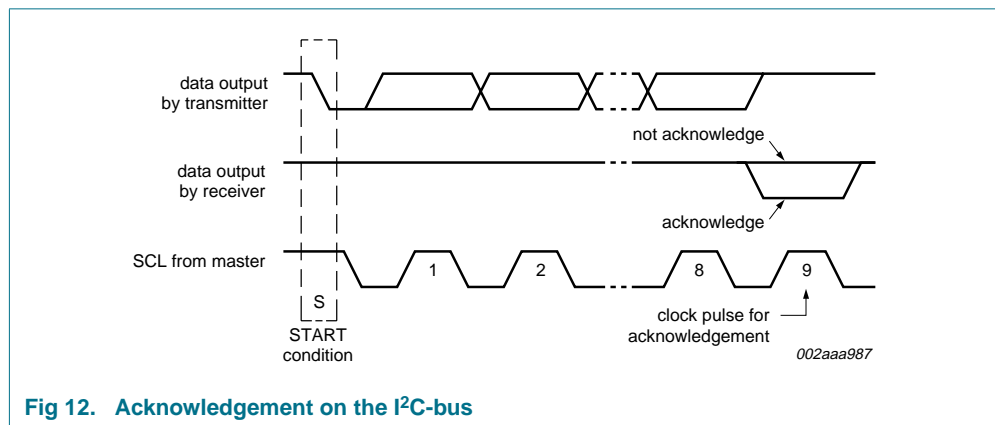 data output
by transmitter
not acknowledge
data output
by receiver
acknowledge
SCL from master
1
2
8
9
S
START
condition
clock pulse for
acknowledgement
002aaa987
Fig 12. Acknowledgement on the I²C-bus